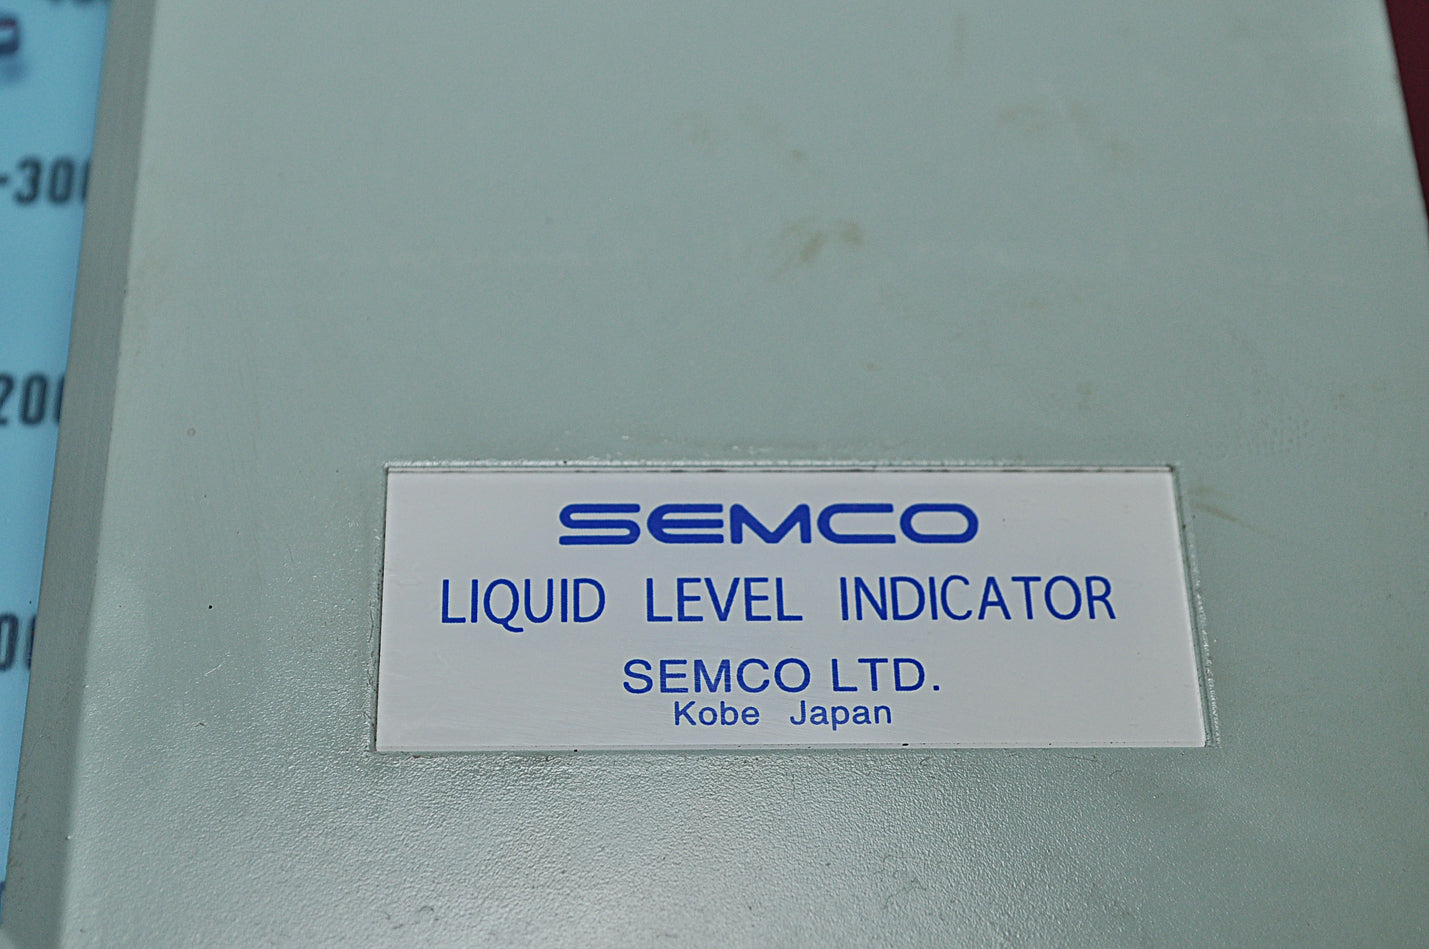 SEMCO
LIQUID LEVEL INDICATOR
SEMCO LTD.
Kobe Japan